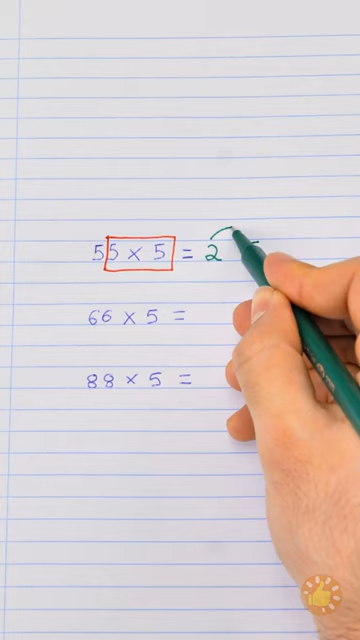 55 × 5 = 2
66 × 5 =
88 × 5 =